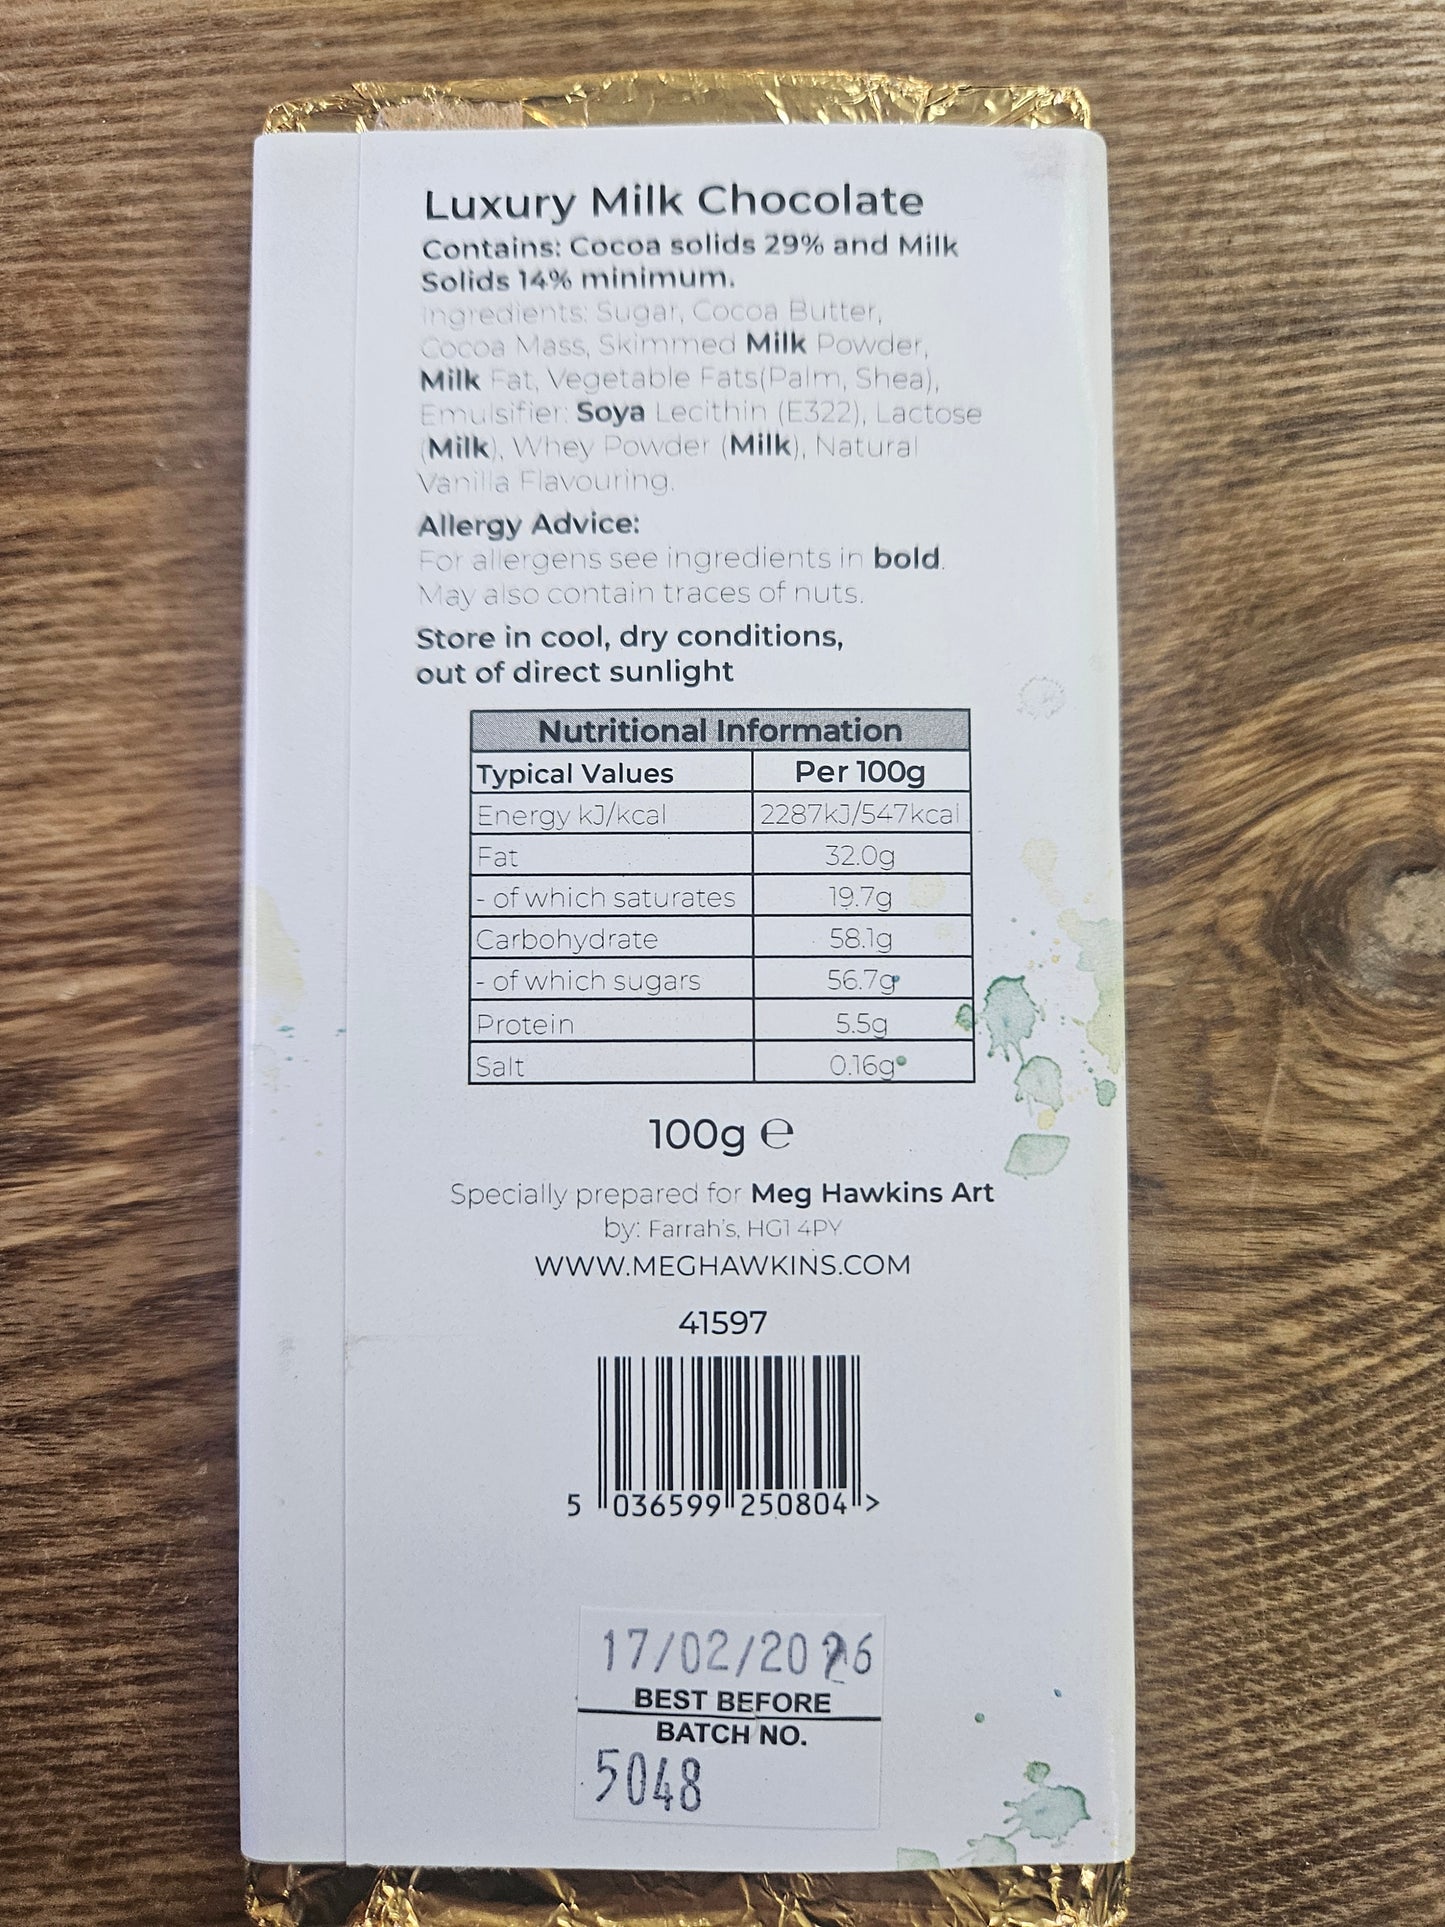 Luxury Milk Chocolate
Contains: Cocoa solids 29% and Milk
Solids 14% minimum.
Ingredients: Sugar, Cocoa Butter,
Cocoa Mass, Skimmed Milk Powder,
Milk Fat, Vegetable Fats(Palm, Shea),
Emulsifier: Soya Lecithin (E322), Lactose
(Milk), Whey Powder (Milk), Natural
Vanilla Flavouring.
Allergy Advice:
For allergens see ingredients in bold.
May also contain traces of nuts.
Store in cool, dry conditions,
out of direct sunlight
Nutritional Information
Typical Values Per 100g
Energy kJ/kcal 2287kJ/547kcal
Fat 32.0g
- of which saturates 19.7g
Carbohydrate 58.1g
- of which sugars 56.7g
Protein 5.5g
Salt 0.16g
100g ℮
Specially prepared for Meg Hawkins Art
by: Farrah's, HG1 4PY
WWW.MEGHAWKINS.COM
41597
5 036599 250804 >
17/02/2026
BEST BEFORE
BATCH NO.
5048